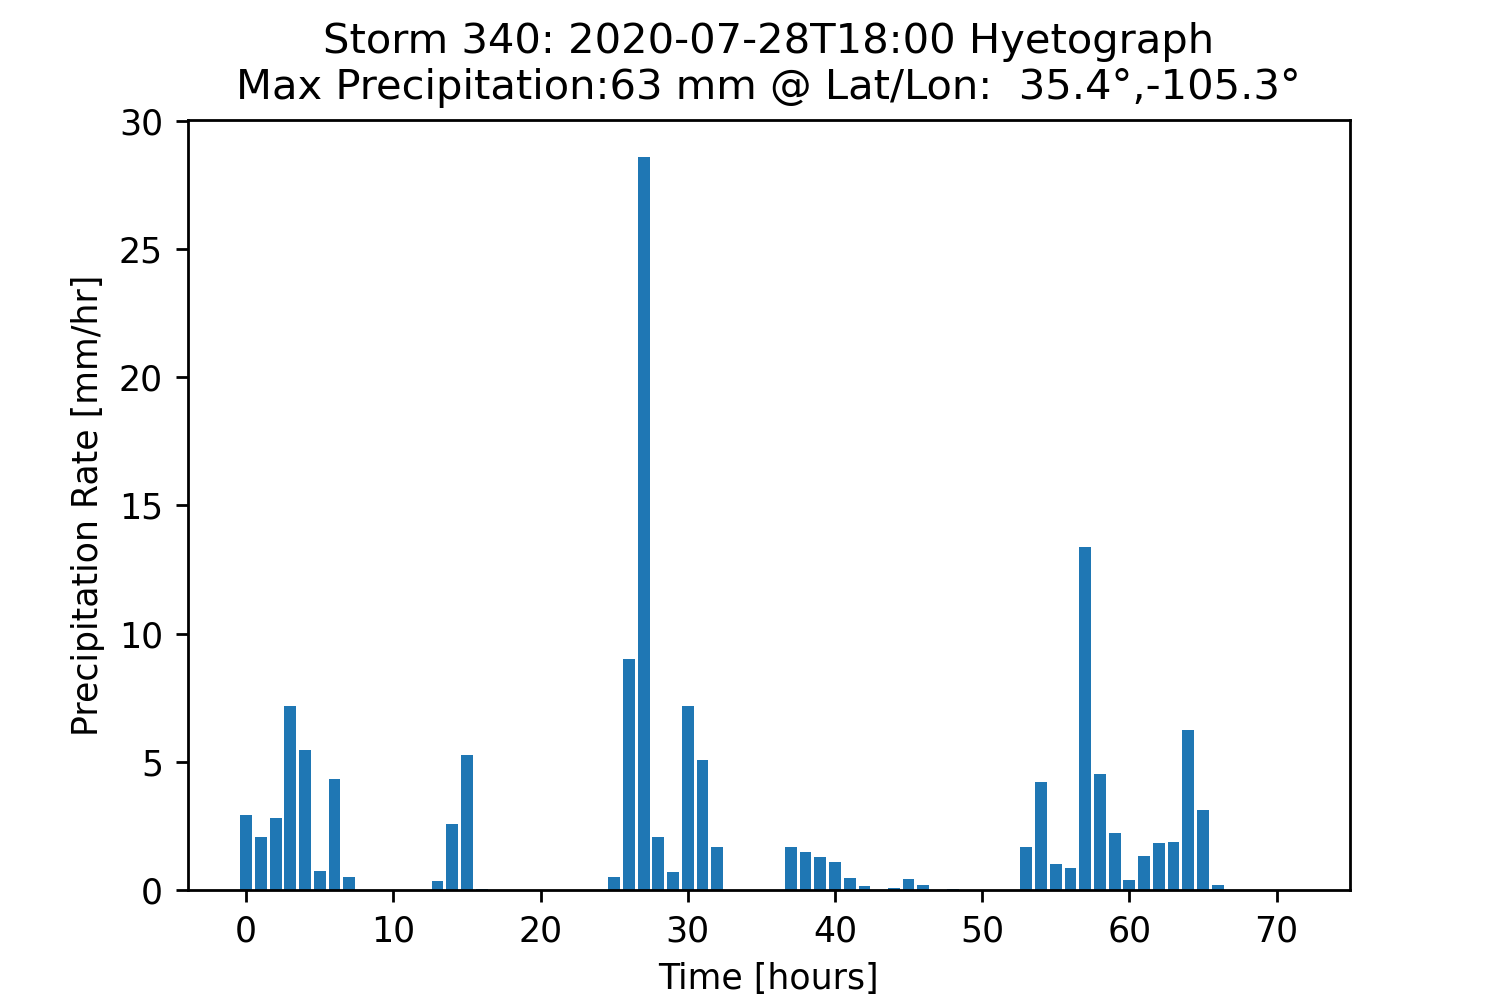 Storm 340: 2020-07-28T18:00 Hyetograph
Max Precipitation:63 mm @ Lat/Lon:  35.4°,-105.3°
30
25
20
15
10
5
0
Precipitation Rate [mm/hr]
0 10 20 30 40 50 60 70
Time [hours]